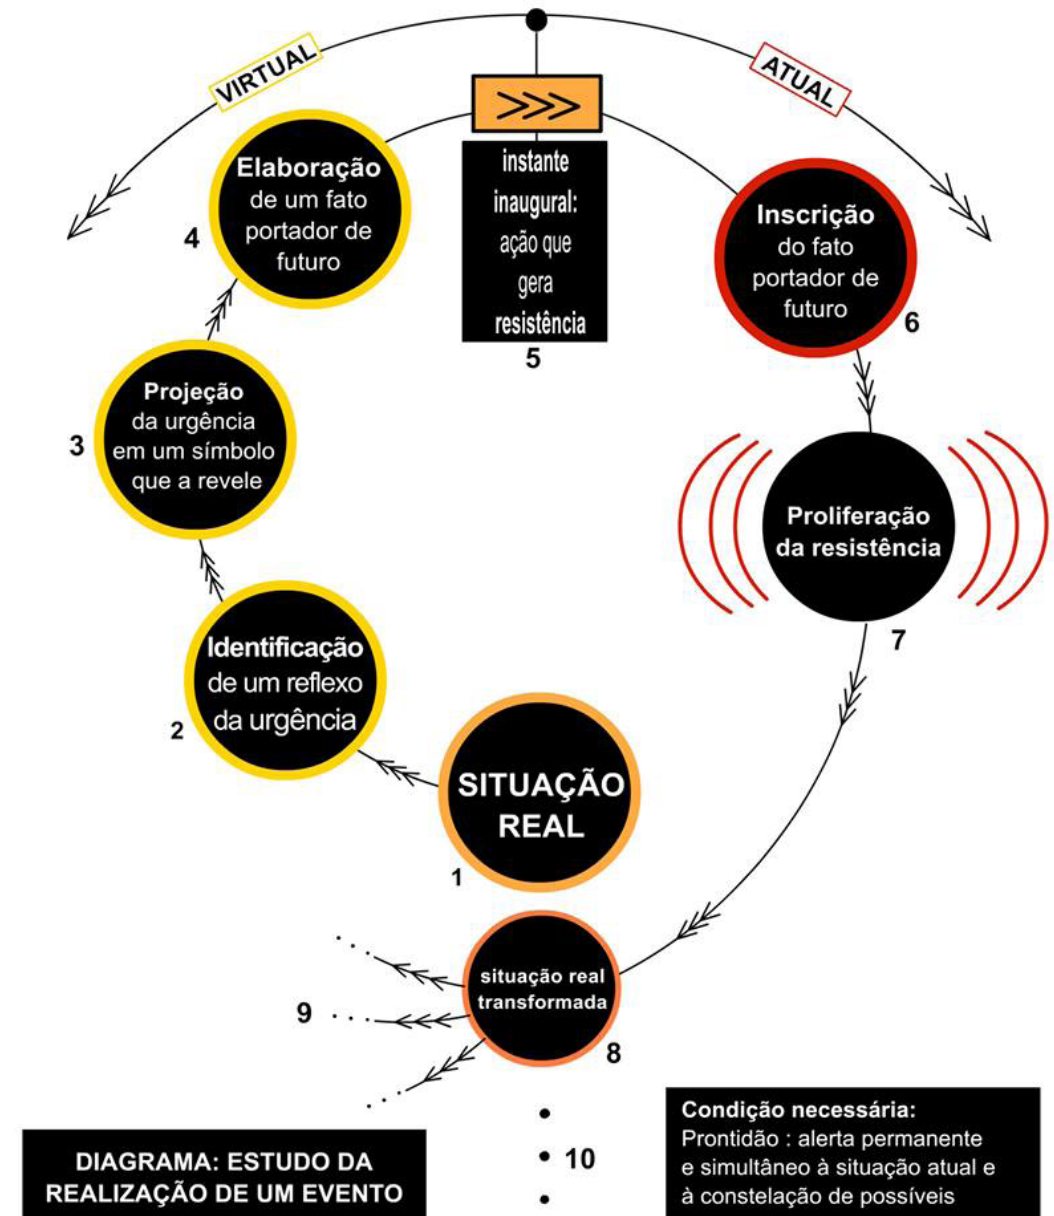 VIRTUAL
ATUAL
>>>
Elaboração
de um fato
portador de
futuro
4
instante
inaugural:
ação que
gera
resistência
5
Inscrição
do fato
portador de
futuro
6
Projeção
da urgência
em um símbolo
que a revele
3
Proliferação
da resistência
7
Identificação
de um reflexo
da urgência
2
SITUAÇÃO
REAL
1
situação real
transformada
8
9
10
DIAGRAMA: ESTUDO DA
REALIZAÇÃO DE UM EVENTO
Condição necessária:
Prontidão : alerta permanente
e simultâneo à situação atual e
à constelação de possíveis